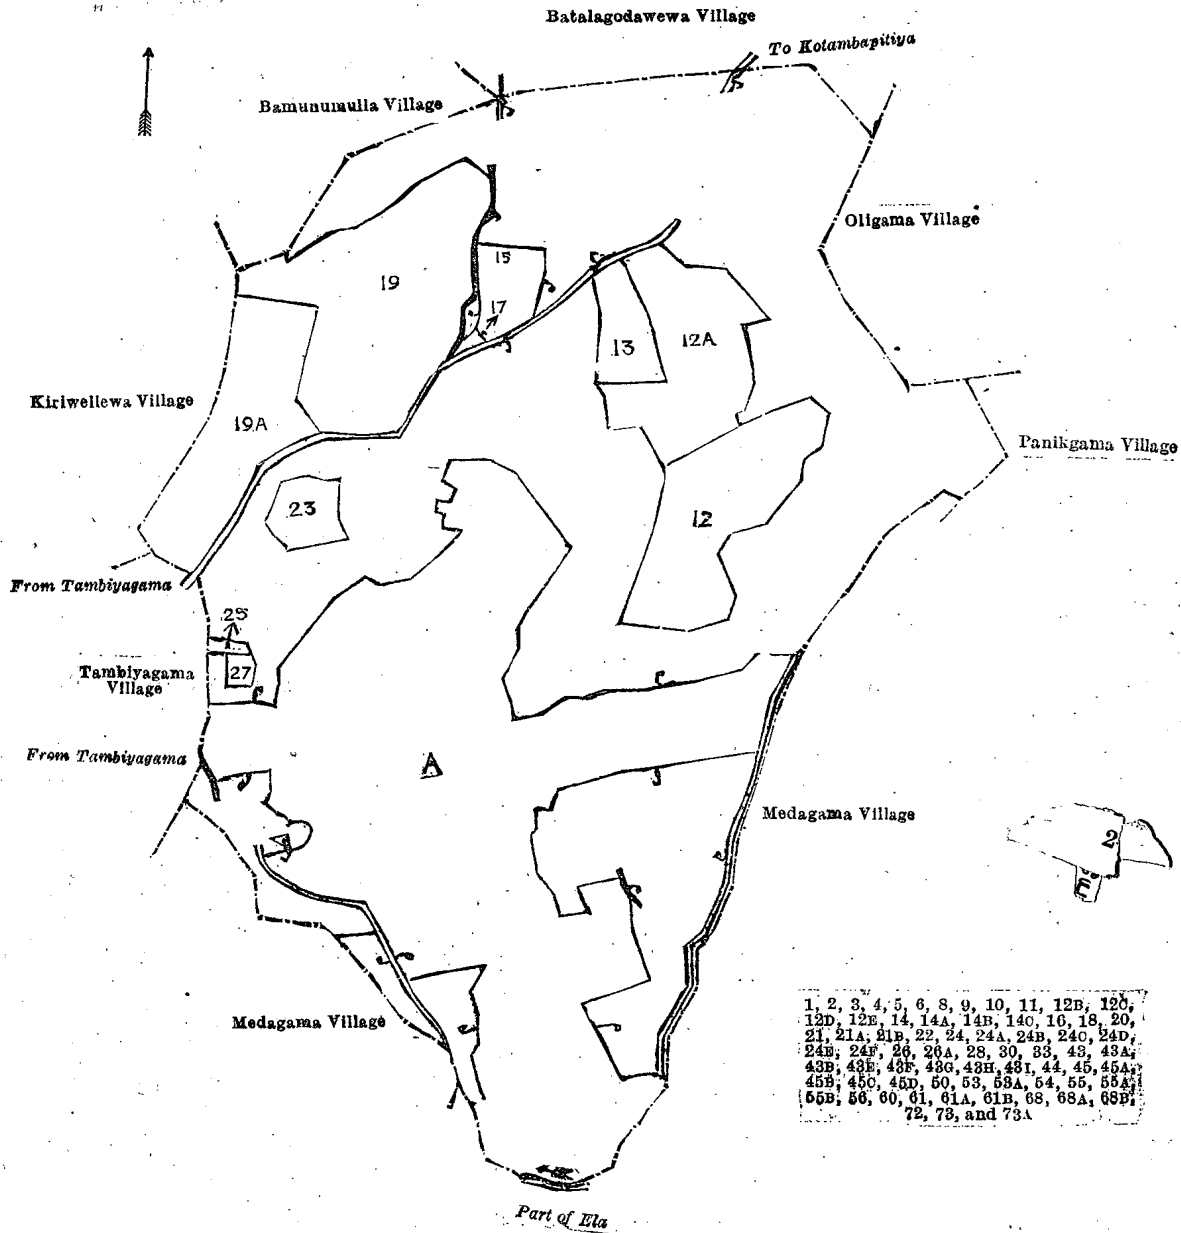 Batalagodawewa Village
To Kotambapitiya
Bamunumulla Village
Oligama Village
15
19
17
13
12A
Kiriwellewa Village
19A
Panikgama Village
23
12
From Tambiyagama
25
Tambiyagama
Village
27
From Tambiyagama
A
Medagama Village
2
Medagama Village
1, 2, 3, 4, 5, 6, 8, 9, 10, 11, 12B, 12C,
12D, 12E, 14, 14A, 14B, 14C, 16, 18, 20,
21, 21A, 21B, 22, 24, 24A, 24B, 24C, 24D,
24E, 24F, 26, 26A, 28, 30, 33, 43, 43A,
43B, 43E, 43F, 43G, 43H, 43I, 44, 45, 45A,
45B, 45C, 45D, 50, 53, 53A, 54, 55, 55A,
55B, 56, 60, 61, 61A, 61B, 68, 68A, 68B,
72, 73, and 73A
Part of Ela